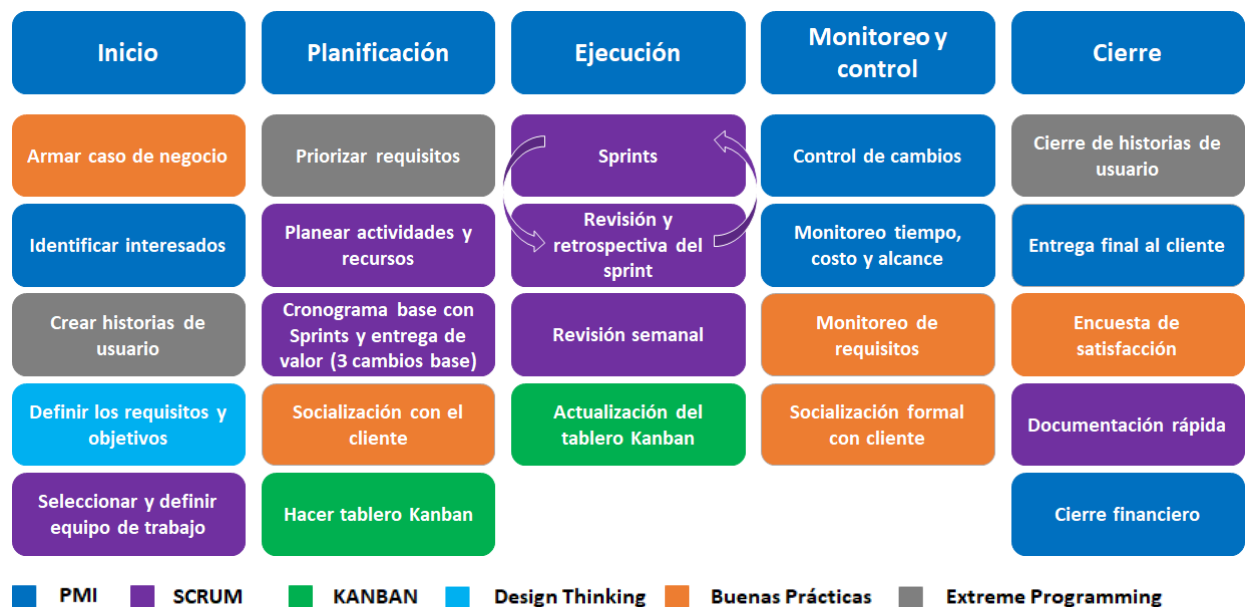 Inicio
Planificación
Ejecución
Monitoreo y
control
Cierre
Armar caso de negocio
Priorizar requisitos
Sprints
Control de cambios
Cierre de historias de
usuario
Identificar interesados
Planear actividades y
recursos
Revisión y
retrospectiva del
sprint
Monitoreo tiempo,
costo y alcance
Entrega final al cliente
Crear historias de
usuario
Cronograma base con
Sprints y entrega de
valor (3 cambios base)
Revisión semanal
Monitoreo de
requisitos
Encuesta de
satisfacción
Definir los requisitos y
objetivos
Socialización con el
cliente
Actualización del
tablero Kanban
Socialización formal
con cliente
Documentación rápida
Seleccionar y definir
equipo de trabajo
Hacer tablero Kanban
Cierre financiero
PMI SCRUM KANBAN Design Thinking Buenas Prácticas Extreme Programming